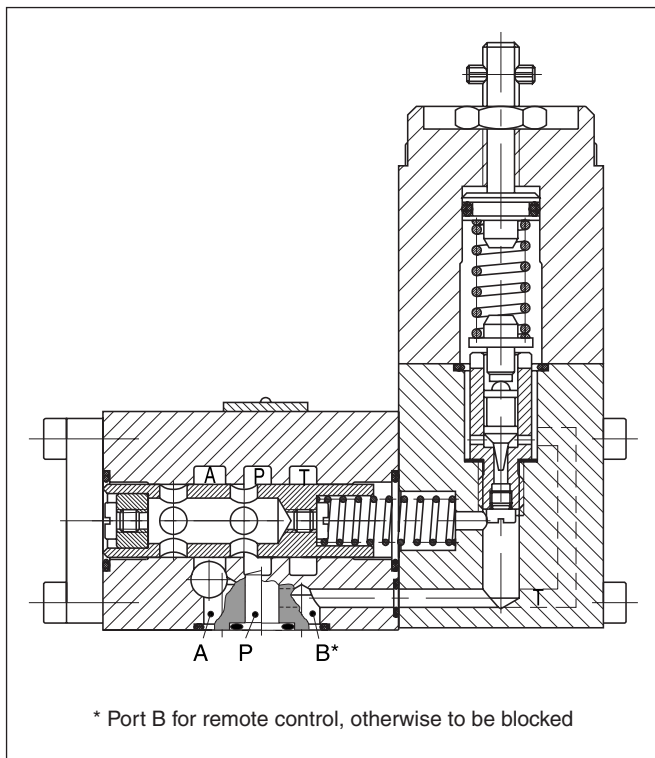 A P T
T
A P B*
* Port B for remote control, otherwise to be blocked